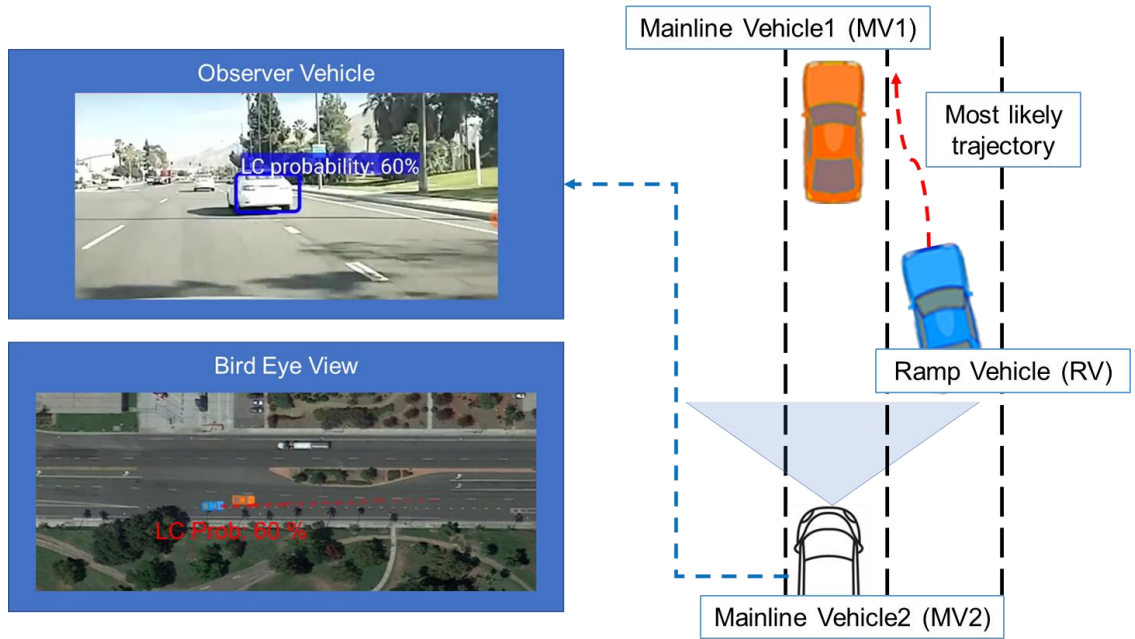 Observer Vehicle
LC probability: 60%
Bird Eye View
LC Prob: 60 %
Mainline Vehicle1 (MV1)
Most likely
trajectory
Ramp Vehicle (RV)
Mainline Vehicle2 (MV2)